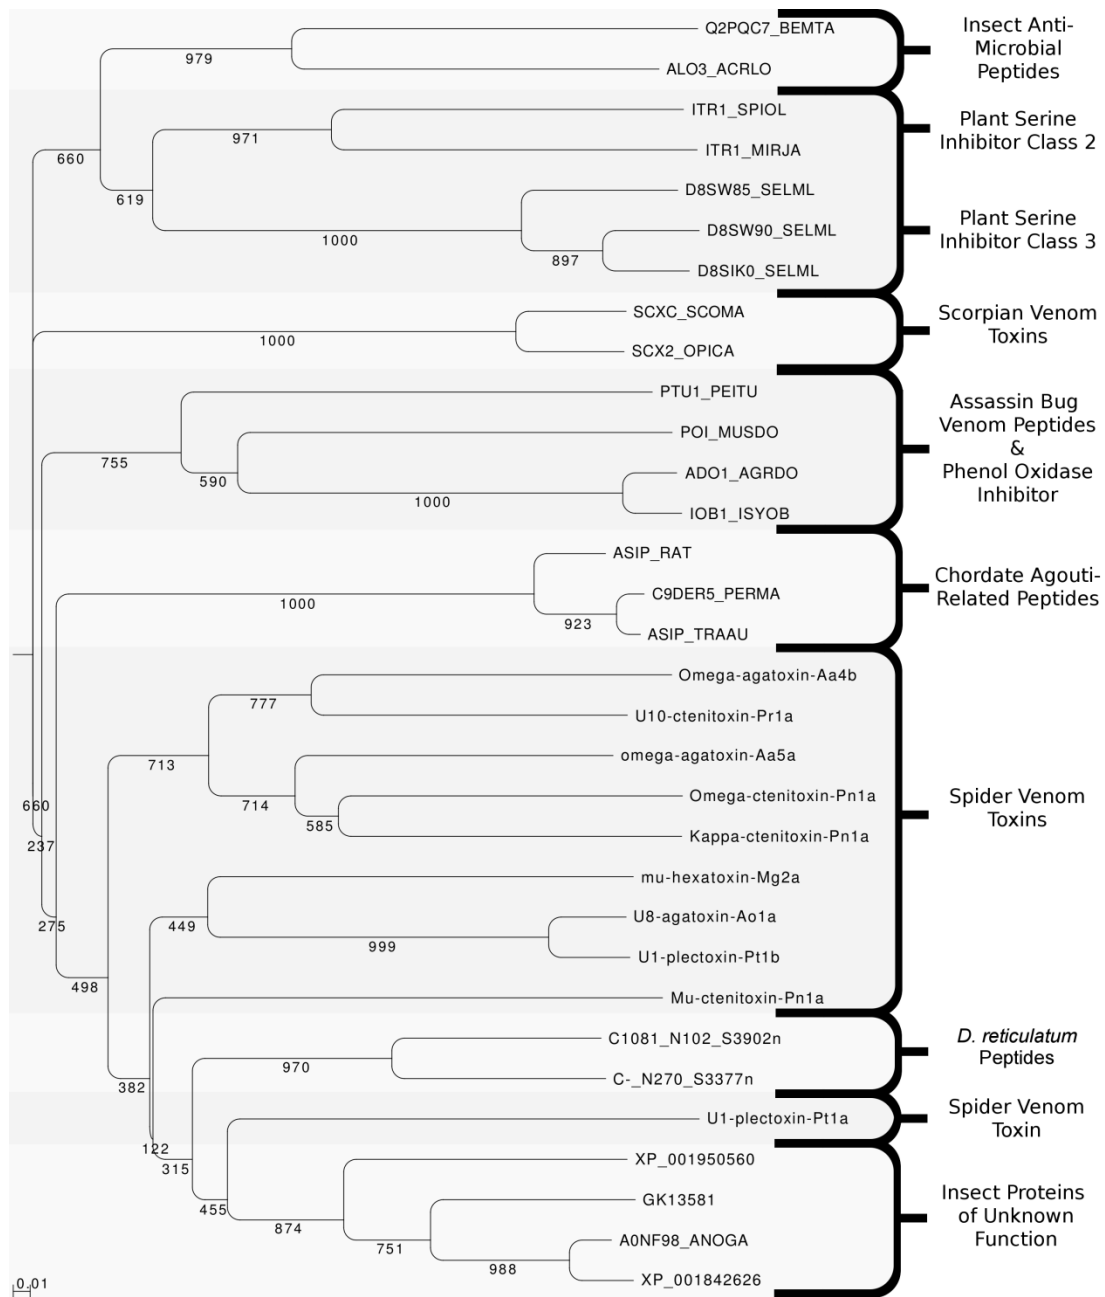 Q2PQC7_BEMTA
979
ALO3_ACRLO
Insect Anti-
Microbial
Peptides
ITR1_SPIOL
971
660
ITR1_MIRJA
Plant Serine
Inhibitor Class 2
619
D8SW85_SELML
1000
D8SW90_SELML
897
D8SIK0_SELML
Plant Serine
Inhibitor Class 3
SCXC_SCOMA
1000
SCX2_OPICA
Scorpian Venom
Toxins
PTU1_PEITU
POI_MUSDO
755
590
ADO1_AGRDO
1000
IOB1_ISYOB
Assassin Bug
Venom Peptides
&
Phenol Oxidase
Inhibitor
ASIP_RAT
1000
C9DER5_PERMA
923
ASIP_TRAAU
Chordate Agouti-
Related Peptides
Omega-agatoxin-Aa4b
777
U10-ctenitoxin-Pr1a
713
omega-agatoxin-Aa5a
714
Omega-ctenitoxin-Pn1a
585
Kappa-ctenitoxin-Pn1a
Spider Venom
Toxins
660
237
mu-hexatoxin-Mg2a
449
U8-agatoxin-Ao1a
275
999
U1-plectoxin-Pt1b
498
Mu-ctenitoxin-Pn1a
C1081_N102_S3902n
970
C-_N270_S3377n
D. reticulatum
Peptides
382
U1-plectoxin-Pt1a
Spider Venom
Toxin
122
315
XP_001950560
455
874
GK13581
751
A0NF98_ANOGA
988
XP_001842626
Insect Proteins
of Unknown
Function
0.01